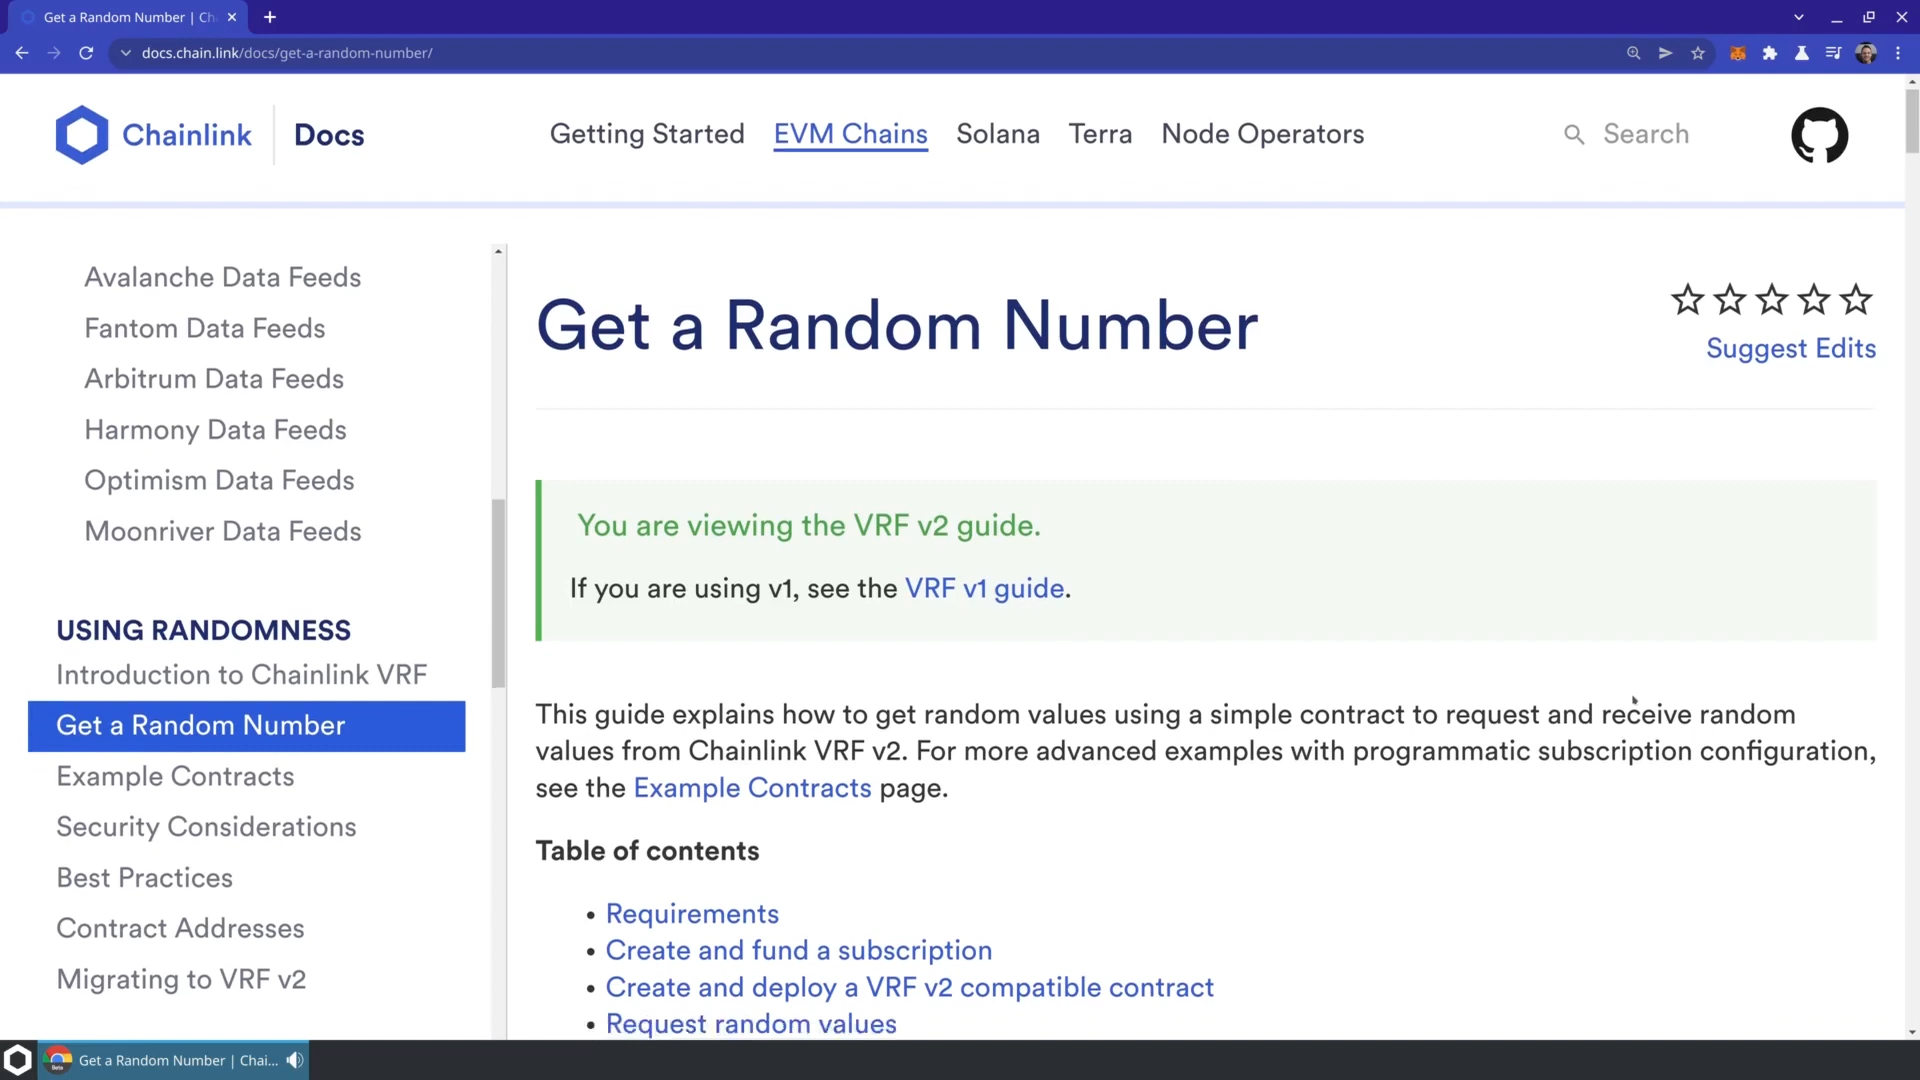 Get a Random Number | Ch
docs.chain.link/docs/get-a-random-number/
Chainlink
Docs
Getting Started
EVM Chains
Solana
Terra
Node Operators
Search
Avalanche Data Feeds
Fantom Data Feeds
Arbitrum Data Feeds
Harmony Data Feeds
Optimism Data Feeds
Moonriver Data Feeds
USING RANDOMNESS
Introduction to Chainlink VRF
Get a Random Number
Example Contracts
Security Considerations
Best Practices
Contract Addresses
Migrating to VRF v2
Get a Random Number
Suggest Edits
You are viewing the VRF v2 guide.
If you are using v1, see the VRF v1 guide.
This guide explains how to get random values using a simple contract to request and receive random
values from Chainlink VRF v2. For more advanced examples with programmatic subscription configuration,
see the Example Contracts page.
Table of contents
• Requirements
• Create and fund a subscription
• Create and deploy a VRF v2 compatible contract
• Request random values
Beta
Get a Random Number | Chai...